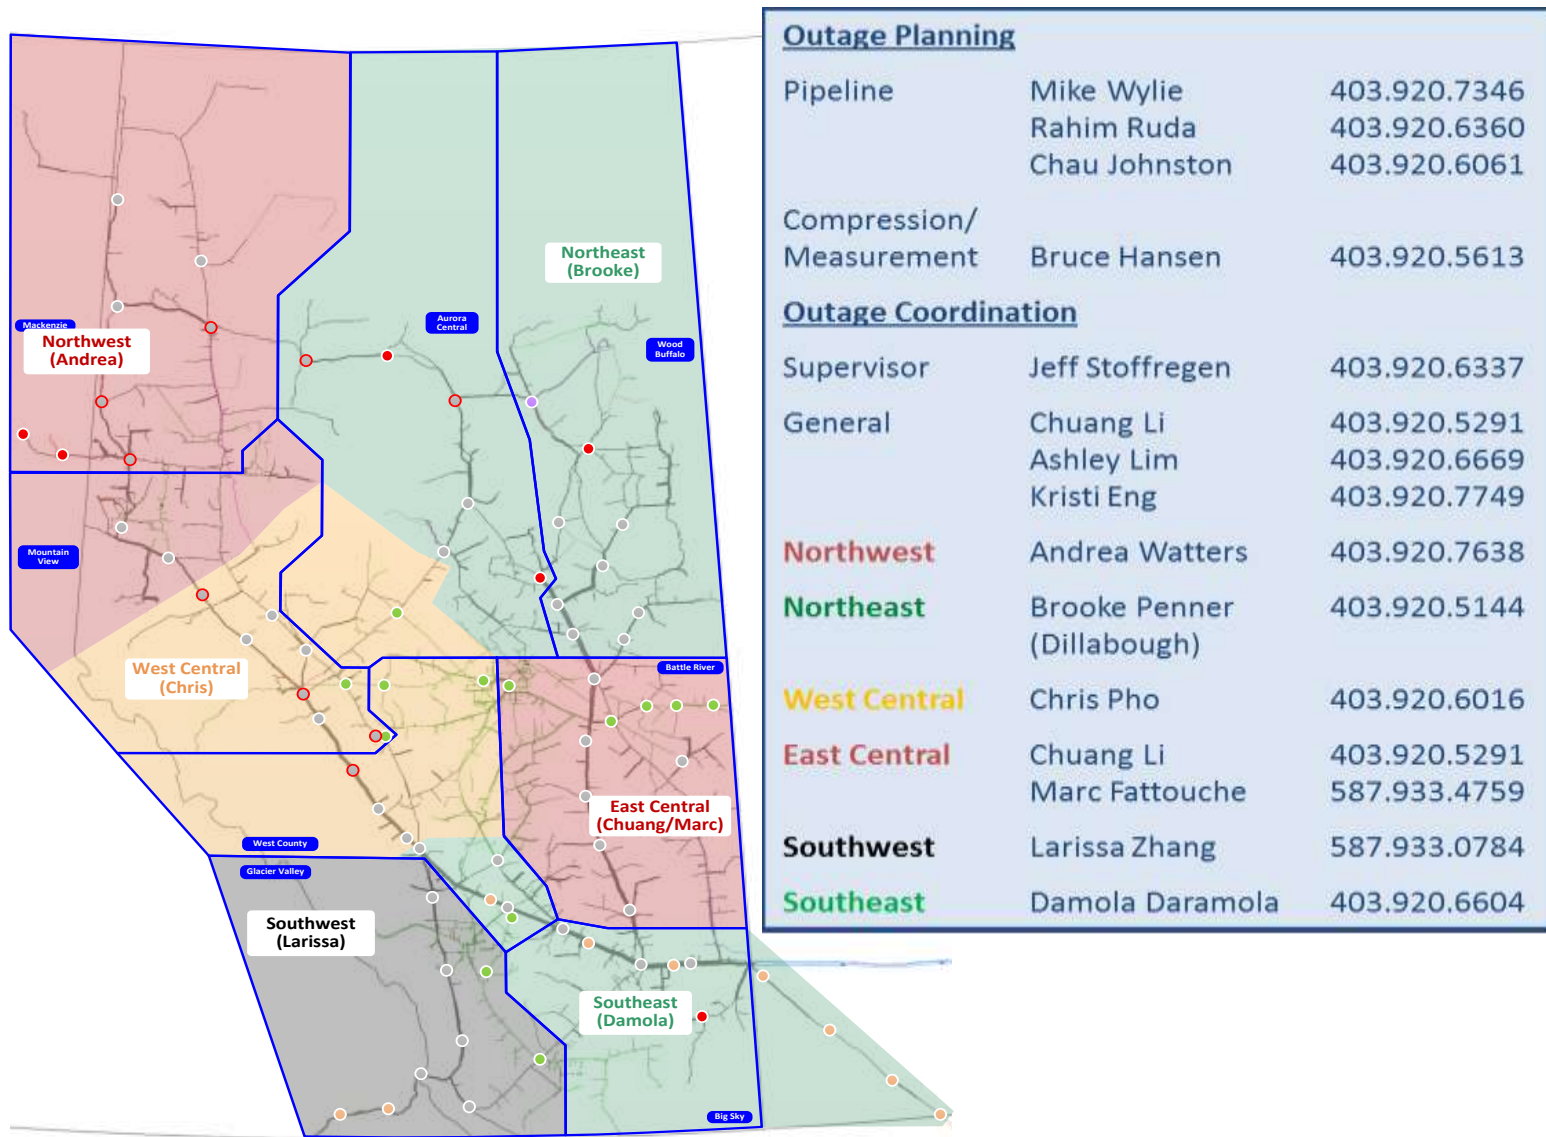 Northeast
(Brooke)
Mackenzie
Northwest
(Andrea)
Aurora
Central
Wood
Buffalo
Mountain
View
West Central
(Chris)
Battle River
East Central
(Chuang/Marc)
West County
Glacier Valley
Southwest
(Larissa)
Southeast
(Damola)
Big Sky
Outage Planning
Pipeline Mike Wylie 403.920.7346
Rahim Ruda 403.920.6360
Chau Johnston 403.920.6061
Compression/
Measurement Bruce Hansen 403.920.5613
Outage Coordination
Supervisor Jeff Stoffregen 403.920.6337
General Chuang Li 403.920.5291
Ashley Lim 403.920.6669
Kristi Eng 403.920.7749
Northwest Andrea Watters 403.920.7638
Northeast Brooke Penner 403.920.5144
(Dillabough)
West Central Chris Pho 403.920.6016
East Central Chuang Li 403.920.5291
Marc Fattouche 587.933.4759
Southwest Larissa Zhang 587.933.0784
Southeast Damola Daramola 403.920.6604